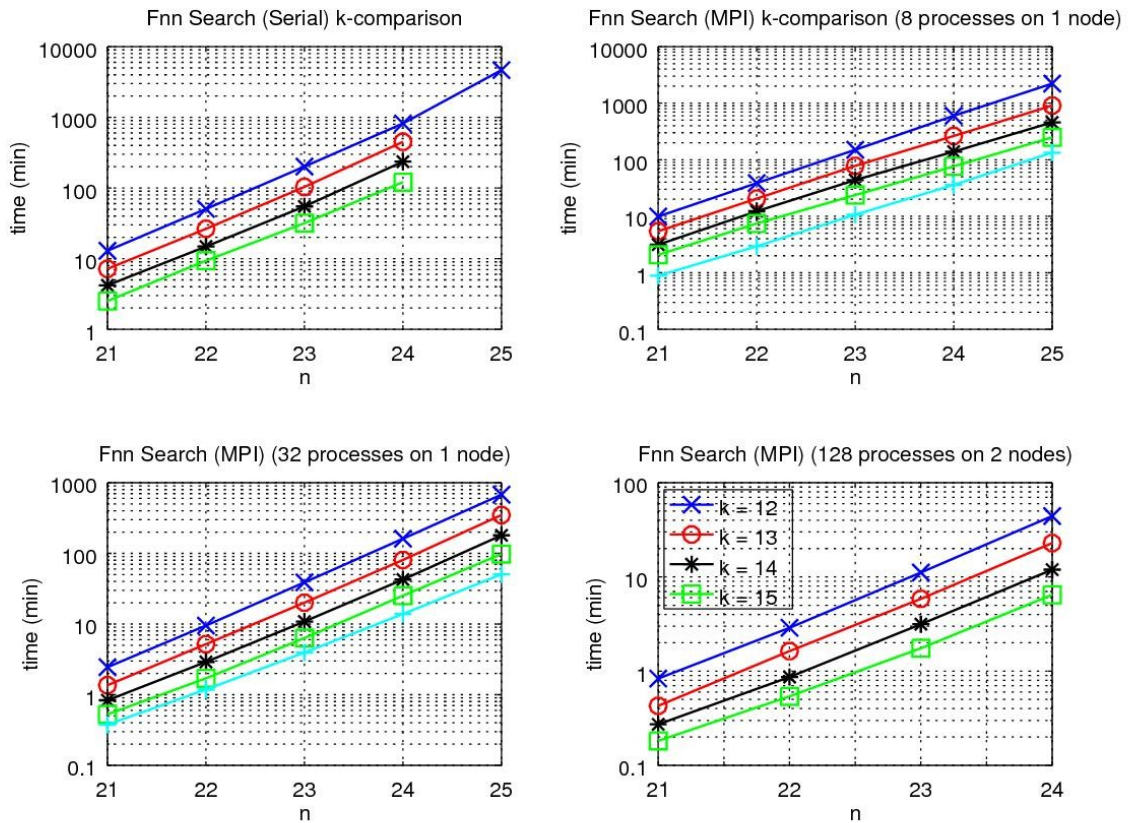 Fnn Search (Serial) k-comparison
10000
1000
100
10
1
time (min)
21 22 23 24 25
n
Fnn Search (MPI) k-comparison (8 processes on 1 node)
10000
1000
100
10
1
0.1
time (min)
21 22 23 24 25
n
Fnn Search (MPI) (32 processes on 1 node)
1000
100
10
1
0.1
time (min)
21 22 23 24 25
n
Fnn Search (MPI) (128 processes on 2 nodes)
100
10
1
0.1
time (min)
k = 12
k = 13
k = 14
k = 15
21 22 23 24
n